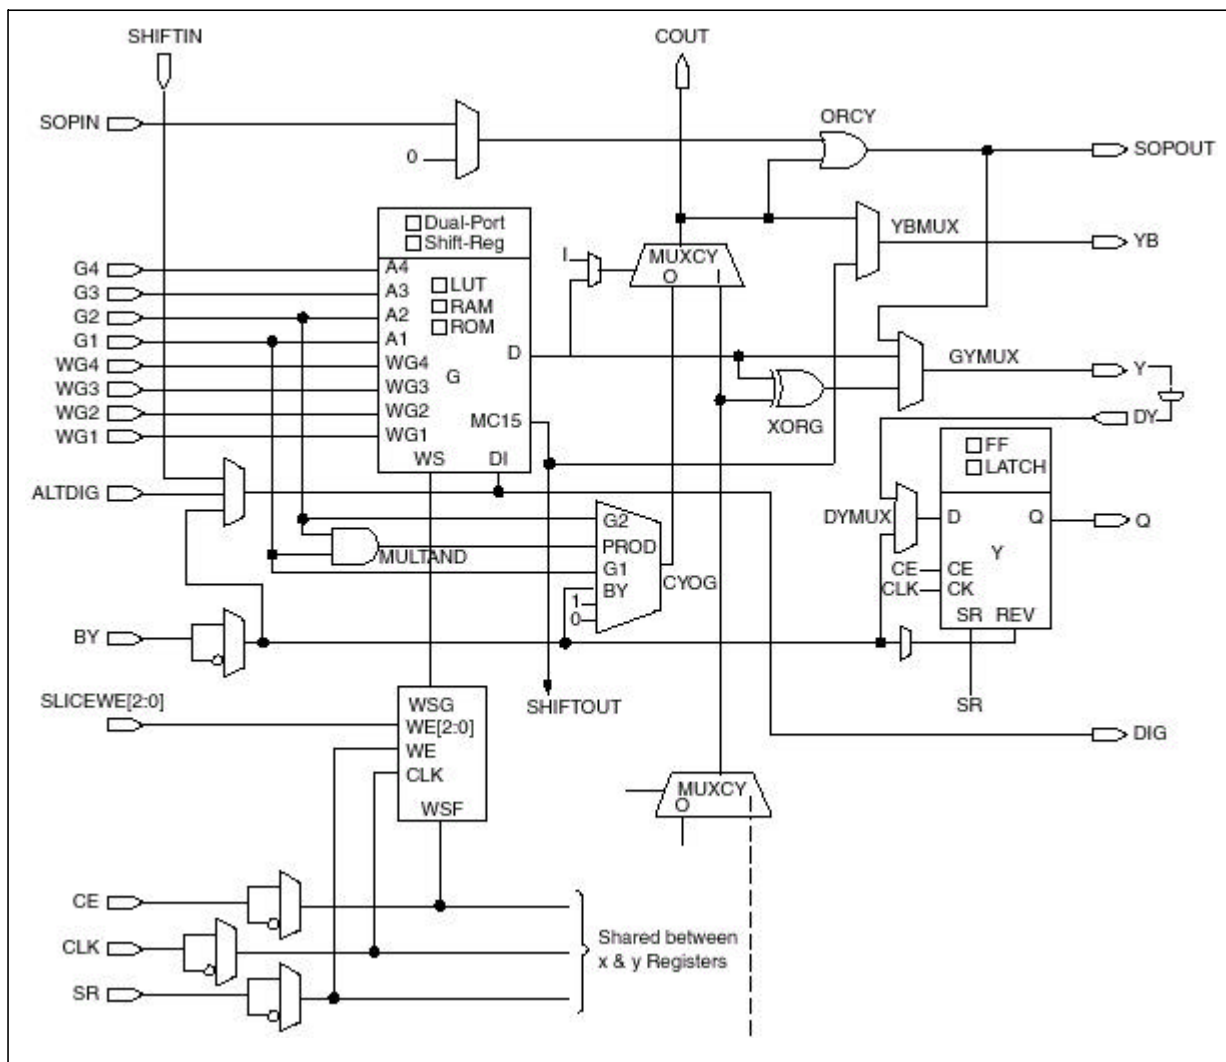 SHIFTIN
COUT
SOPIN
ORCY
0
SOPOUT
Dual-Port
Shift-Reg
YBMUX
YB
G4
A4
LUT
I
MUXCY
O I
G3
A3
G2
A2
RAM
G1
A1
ROM
WG4
WG4
D
G
GYMUX
Y
WG3
WG3
WG2
WG2
MC15
XORG
DY
WG1
WG1
WS
DI
FF
LATCH
ALTDIG
G2
DYMUX
D
Q
Q
MULTAND
PROD
Y
G1
CYOG
CE
CE
BY
CLK
CK
1
0
SR REV
BY
SLICEWE[2:0]
WSG
SHIFTOUT
SR
WE[2:0]
DIG
WE
CLK
MUXCY
O
WSF
CE
Shared between
CLK
x & y Registers
SR